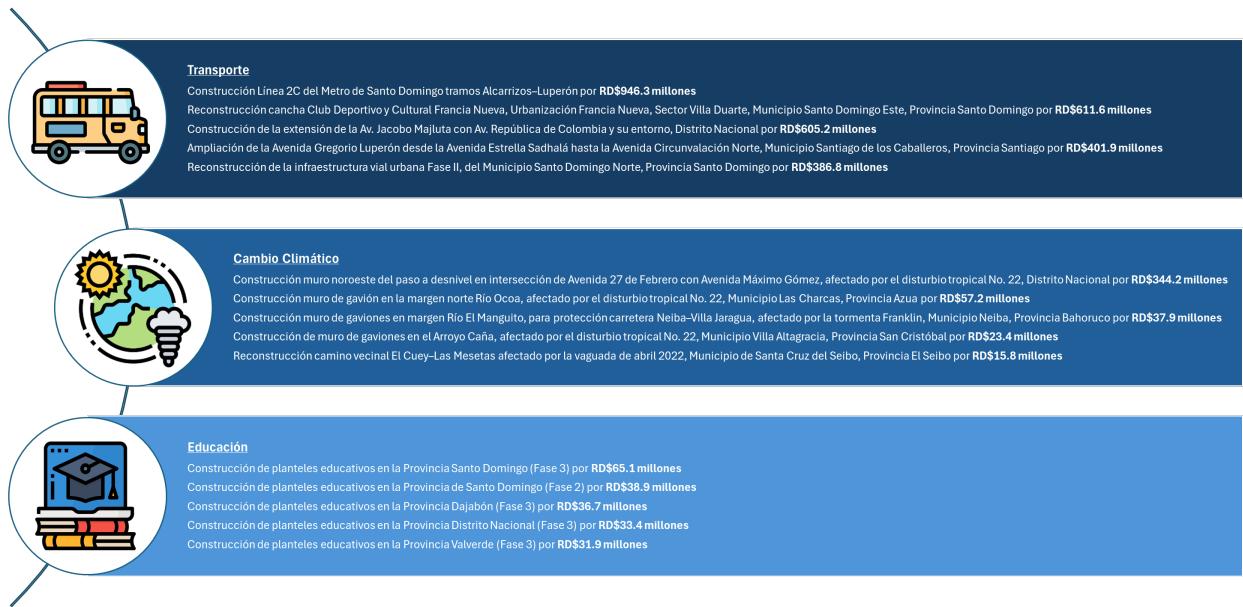 Transporte
Construcción Línea 2C del Metro de Santo Domingo tramos Alcarrizos–Luperón por RD$946.3 millones
Reconstrucción cancha Club Deportivo y Cultural Francia Nueva, Urbanización Francia Nueva, Sector Villa Duarte, Municipio Santo Domingo Este, Provincia Santo Domingo por RD$611.6 millones
Construcción de la extensión de la Av. Jacobo Majluta con Av. República de Colombia y su entorno, Distrito Nacional por RD$605.2 millones
Ampliación de la Avenida Gregorio Luperón desde la Avenida Estrella Sadhalá hasta la Avenida Circunvalación Norte, Municipio Santiago de los Caballeros, Provincia Santiago por RD$401.9 millones
Reconstrucción de la infraestructura vial urbana Fase II, del Municipio Santo Domingo Norte, Provincia Santo Domingo por RD$386.8 millones
Cambio Climático
Construcción muro noroeste del paso a desnivel en intersección de Avenida 27 de Febrero con Avenida Máximo Gómez, afectado por el disturbio tropical No. 22, Distrito Nacional por RD$344.2 millones
Construcción muro de gavión en la margen norte Río Ocoa, afectado por el disturbio tropical No. 22, Municipio Las Charcas, Provincia Azua por RD$57.2 millones
Construcción muro de gaviones en margen Río El Manguito, para protección carretera Neiba–Villa Jaragua, afectado por la tormenta Franklin, Municipio Neiba, Provincia Bahoruco por RD$37.9 millones
Construcción de muro de gaviones en el Arroyo Caña, afectado por el disturbio tropical No. 22, Municipio Villa Altagracia, Provincia San Cristóbal por RD$23.4 millones
Reconstrucción camino vecinal El Cuey–Las Mesetas afectado por la vaguada de abril 2022, Municipio de Santa Cruz del Seibo, Provincia El Seibo por RD$15.8 millones
Educación
Construcción de planteles educativos en la Provincia Santo Domingo (Fase 3) por RD$65.1 millones
Construcción de planteles educativos en la Provincia de Santo Domingo (Fase 2) por RD$38.9 millones
Construcción de planteles educativos en la Provincia Dajabón (Fase 3) por RD$36.7 millones
Construcción de planteles educativos en la Provincia Distrito Nacional (Fase 3) por RD$33.4 millones
Construcción de planteles educativos en la Provincia Valverde (Fase 3) por RD$31.9 millones